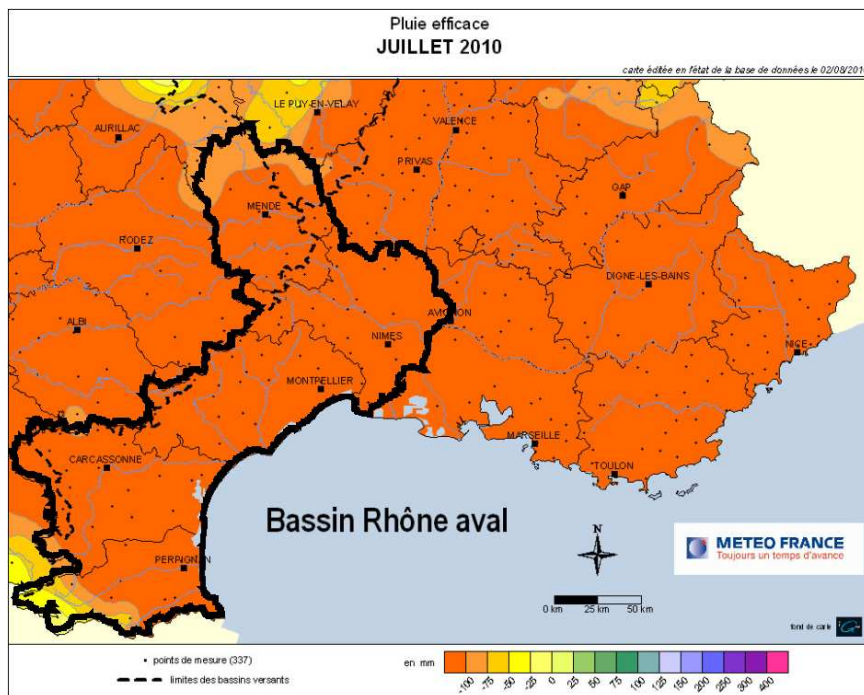 Pluie efficace
JUILLET 2010
carte éditée en l'état de la base de données le 02/08/2010
LE PUY-EN-VELAY
AURILLAC
VALENCE
PRIVAS
GAP
MENDE
RODEZ
DIGNE-LES-BAINS
AVIGNON
ALBI
NIMES
NICE
MONTPELLIER
MARSEILLE
CARCASSONNE
TOULON
Bassin Rhône aval
N
METEO FRANCE
Toujours un temps d'avance
PERPIGNAN
0 km 25 km 50 km
fond de carte
points de mesure (337)
limites des bassins versants
en mm
-100 -75 -50 -25 0 25 50 75 100 125 150 200 250 300 400